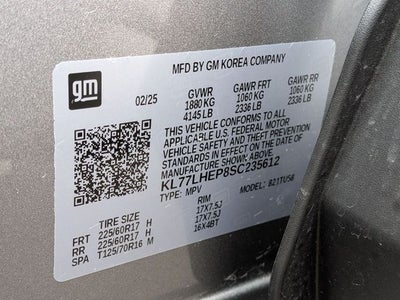 gm
MFD BY GM KOREA COMPANY
02/25 GVWR GAWR FRT GAWR RR
1880 KG 1060 KG 1060 KG
4145 LB 2336 LB 2336 LB
THIS VEHICLE CONFORMS TO ALL
APPLICABLE U.S. FEDERAL MOTOR
VEHICLE SAFETY AND THEFT PREVENTION
STANDARDS IN EFFECT ON THE DATE OF
MANUFACTURE SHOWN ABOVE.
KL77LHEP8SC235612
TYPE: MPV 821TU56
TIRE SIZE RIM
FRT 225/60R17 H 17X7.5J
RR 225/60R17 H 17X7.5J
SPA T125/70R16 M 16X4BT